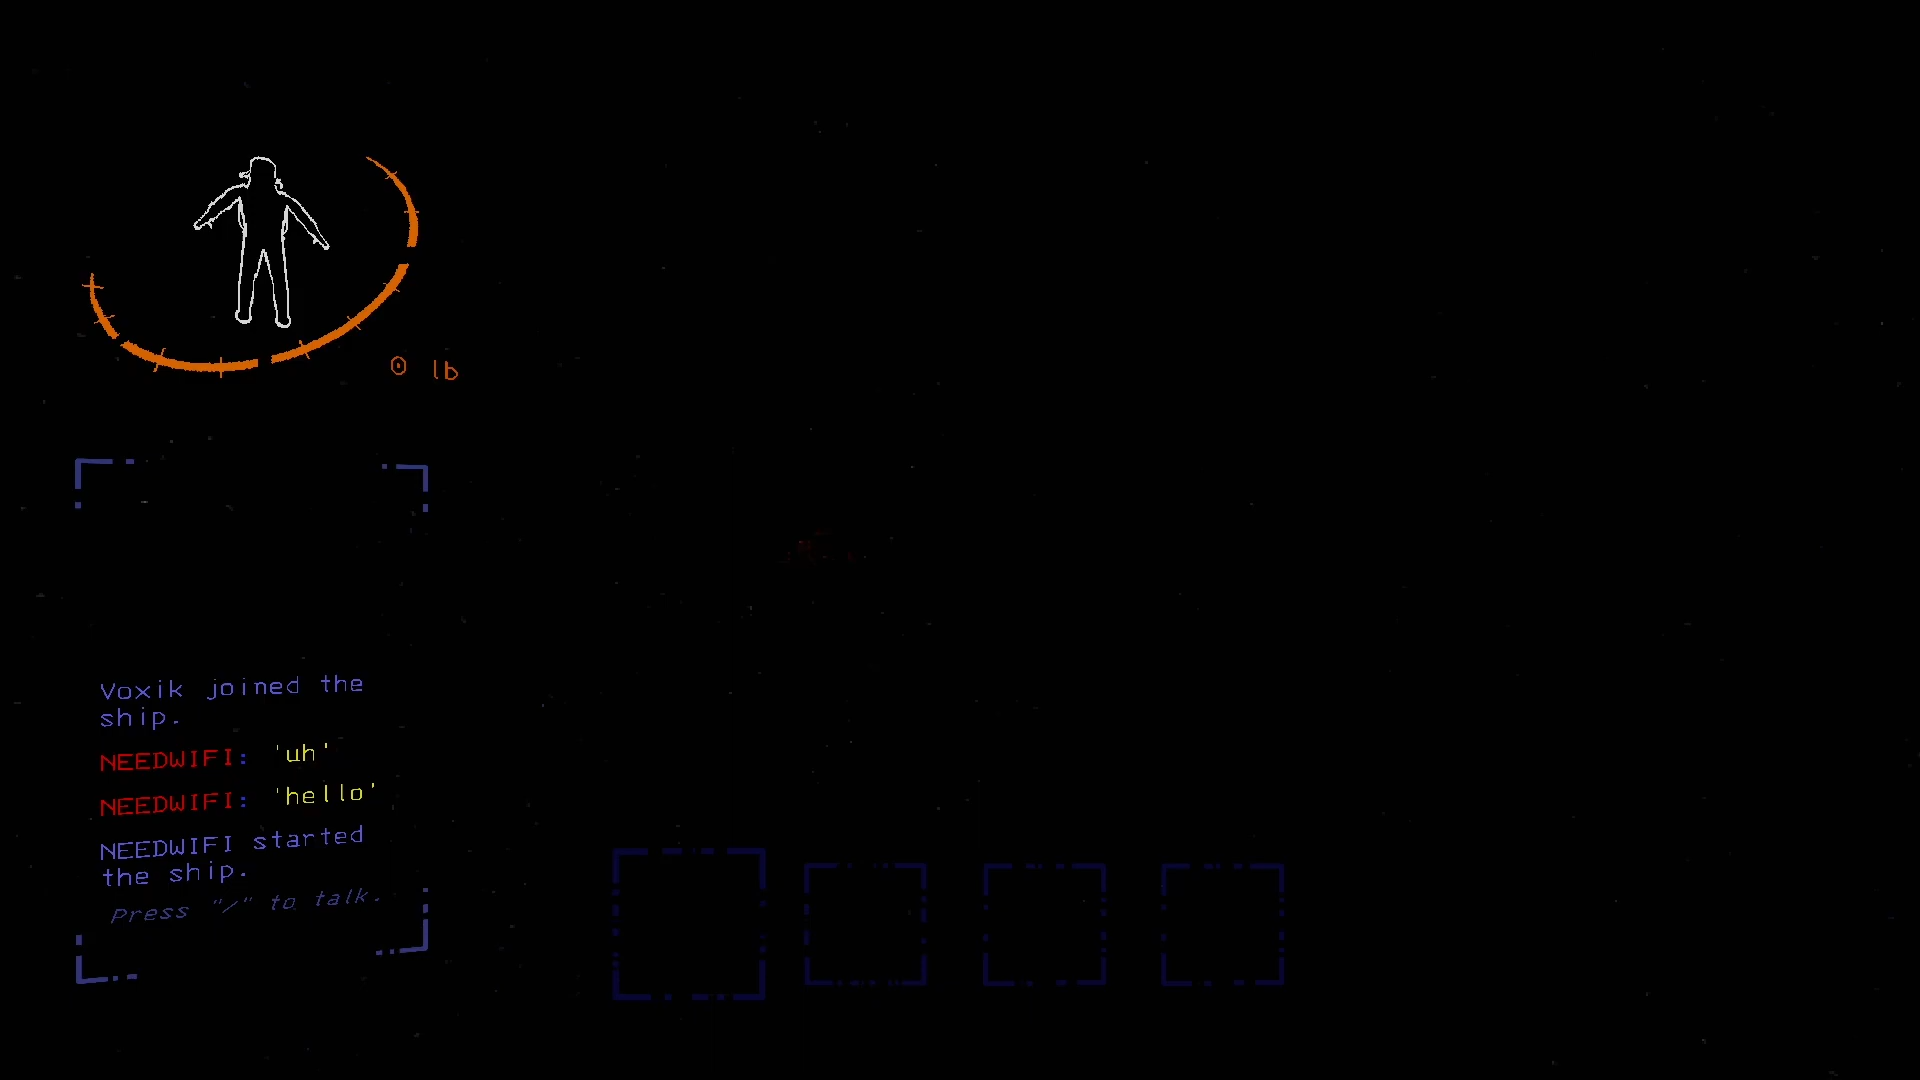 0 lb
Voxik joined the
ship.
NEEDWIFI: 'uh'
NEEDWIFI: 'hello'
NEEDWIFI started
the ship.
Press "/" to talk.